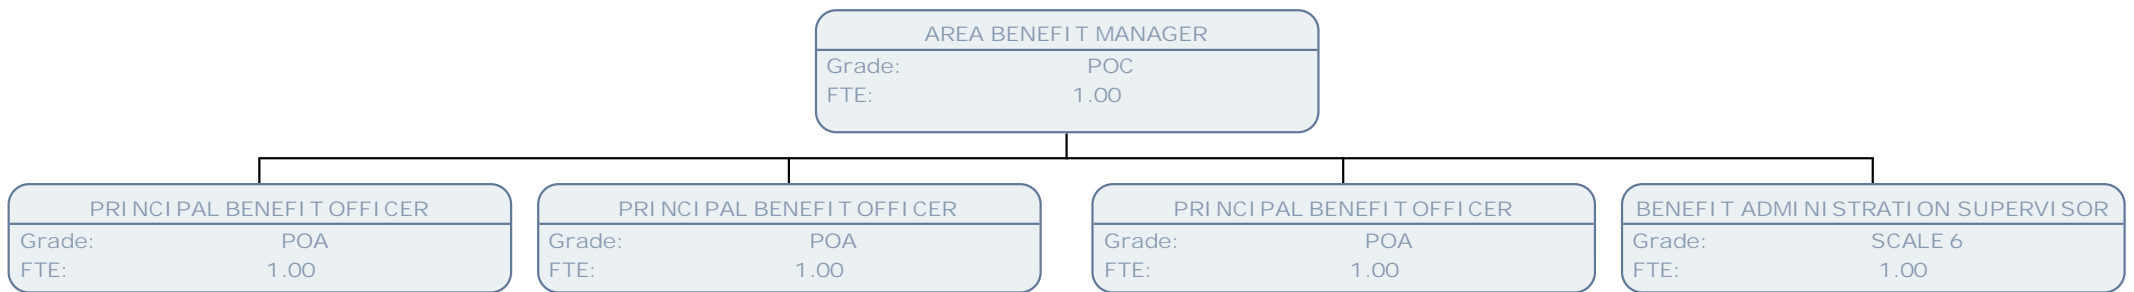 AREA BENEFIT MANAGER
Grade: POC
FTE: 1.00
PRINCIPAL BENEFIT OFFICER
Grade: POA
FTE: 1.00
PRINCIPAL BENEFIT OFFICER
Grade: POA
FTE: 1.00
PRINCIPAL BENEFIT OFFICER
Grade: POA
FTE: 1.00
BENEFIT ADMINISTRATION SUPERVISOR
Grade: SCALE 6
FTE: 1.00